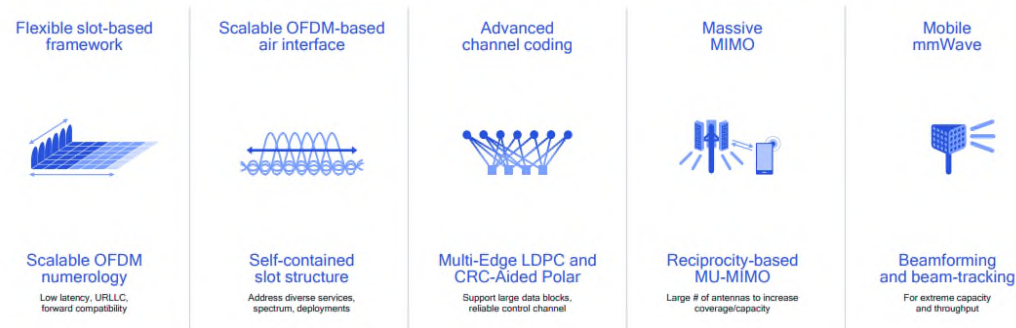 Flexible slot-based
framework
Scalable OFDM-based
air interface
Advanced
channel coding
Massive
MIMO
Mobile
mmWave
Scalable OFDM
numerology
Low latency, URLLC,
forward compatibility
Self-contained
slot structure
Address diverse services,
spectrum, deployments
Multi-Edge LDPC and
CRC-Aided Polar
Support large data blocks,
reliable control channel
Reciprocity-based
MU-MIMO
Large # of antennas to increase
coverage/capacity
Beamforming
and beam-tracking
For extreme capacity
and throughput